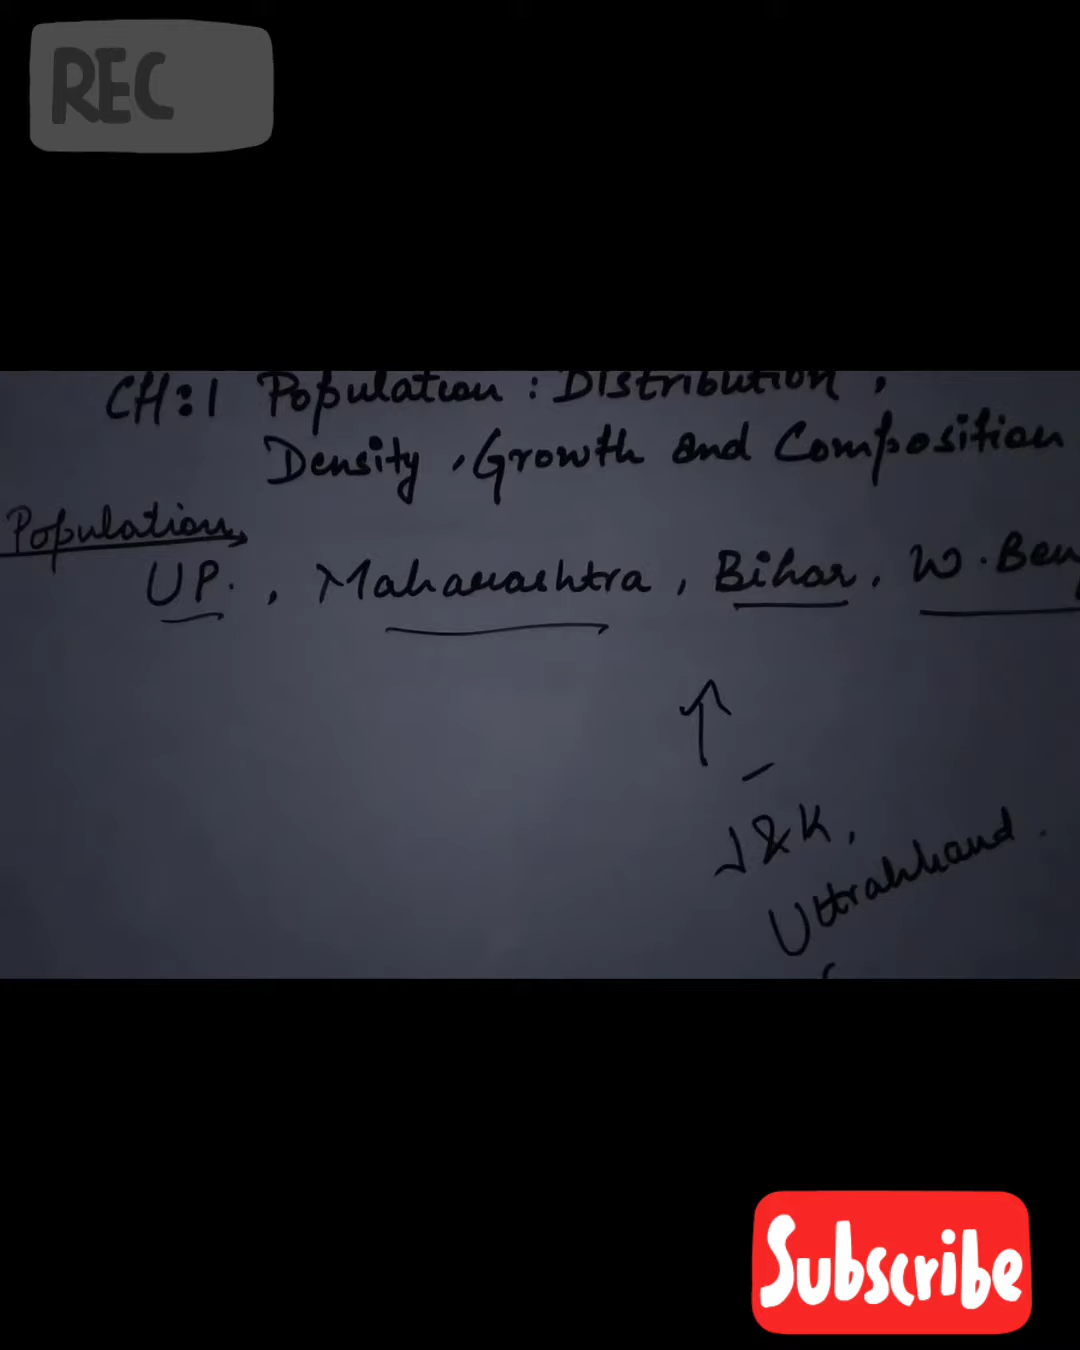 REC
CH:1 Population : Distribution,
Density, Growth and Composition
Population
UP., Maharashtra, Bihar, W. Ben
J&K,
Uttrakhand.
Subscribe